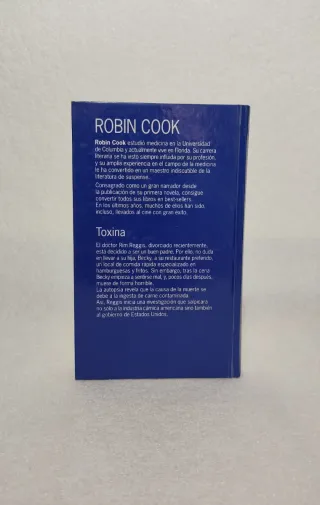 ROBIN COOK
Robin Cook estudió medicina en la Universidad
de Columbia y actualmente vive en Florida. Su carrera
literaria se ha visto siempre influida por su profesión,
y su amplia experiencia en el campo de la medicina
le ha convertido en un maestro indiscutible de la
literatura de suspense.
Consagrado como un gran narrador desde
la publicación de su primera novela, consigue
convertir todos sus libros en best-sellers.
En los últimos años, muchos de ellos han sido,
incluso, llevados al cine con gran éxito.
Toxina
El doctor Kim Reggis, divorciado recientemente,
está decidido a ser un buen padre. Por ello, no duda
en llevar a su hija, Becky, a su restaurante preferido,
un local de comida rápida especializado en
hamburguesas y fritos. Sin embargo, tras la cena
Becky empieza a sentirse mal, y, pocos días después,
muere de forma horrible.
La autopsia revela que la causa de la muerte se
debe a la ingesta de carne contaminada.
Así, Reggis inicia una investigación que salpicará
no sólo a la industria cárnica americana sino también
al gobierno de Estados Unidos.